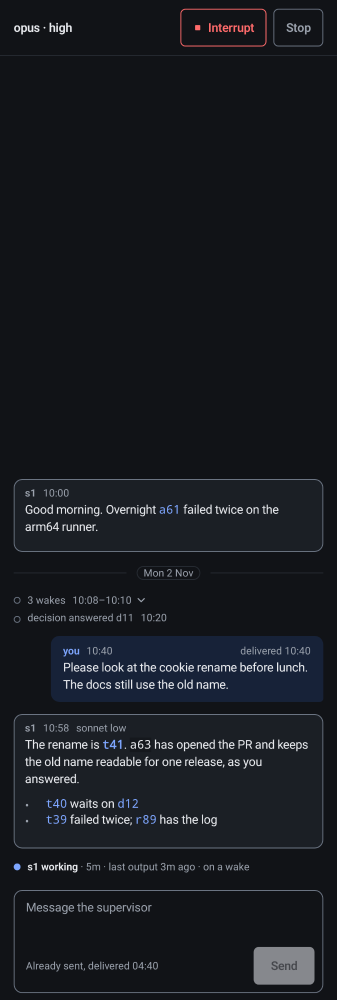 opus · high
Interrupt
Stop
s1 10:00
Good morning. Overnight a61 failed twice on the
arm64 runner.
Mon 2 Nov
3 wakes 10:08–10:10
decision answered d11 10:20
you 10:40 delivered 10:40
Please look at the cookie rename before lunch.
The docs still use the old name.
s1 10:58 sonnet low
The rename is t41. a63 has opened the PR and keeps
the old name readable for one release, as you
answered.
• t40 waits on d12
• t39 failed twice; r89 has the log
s1 working · 5m · last output 3m ago · on a wake
Message the supervisor
Already sent, delivered 04:40
Send